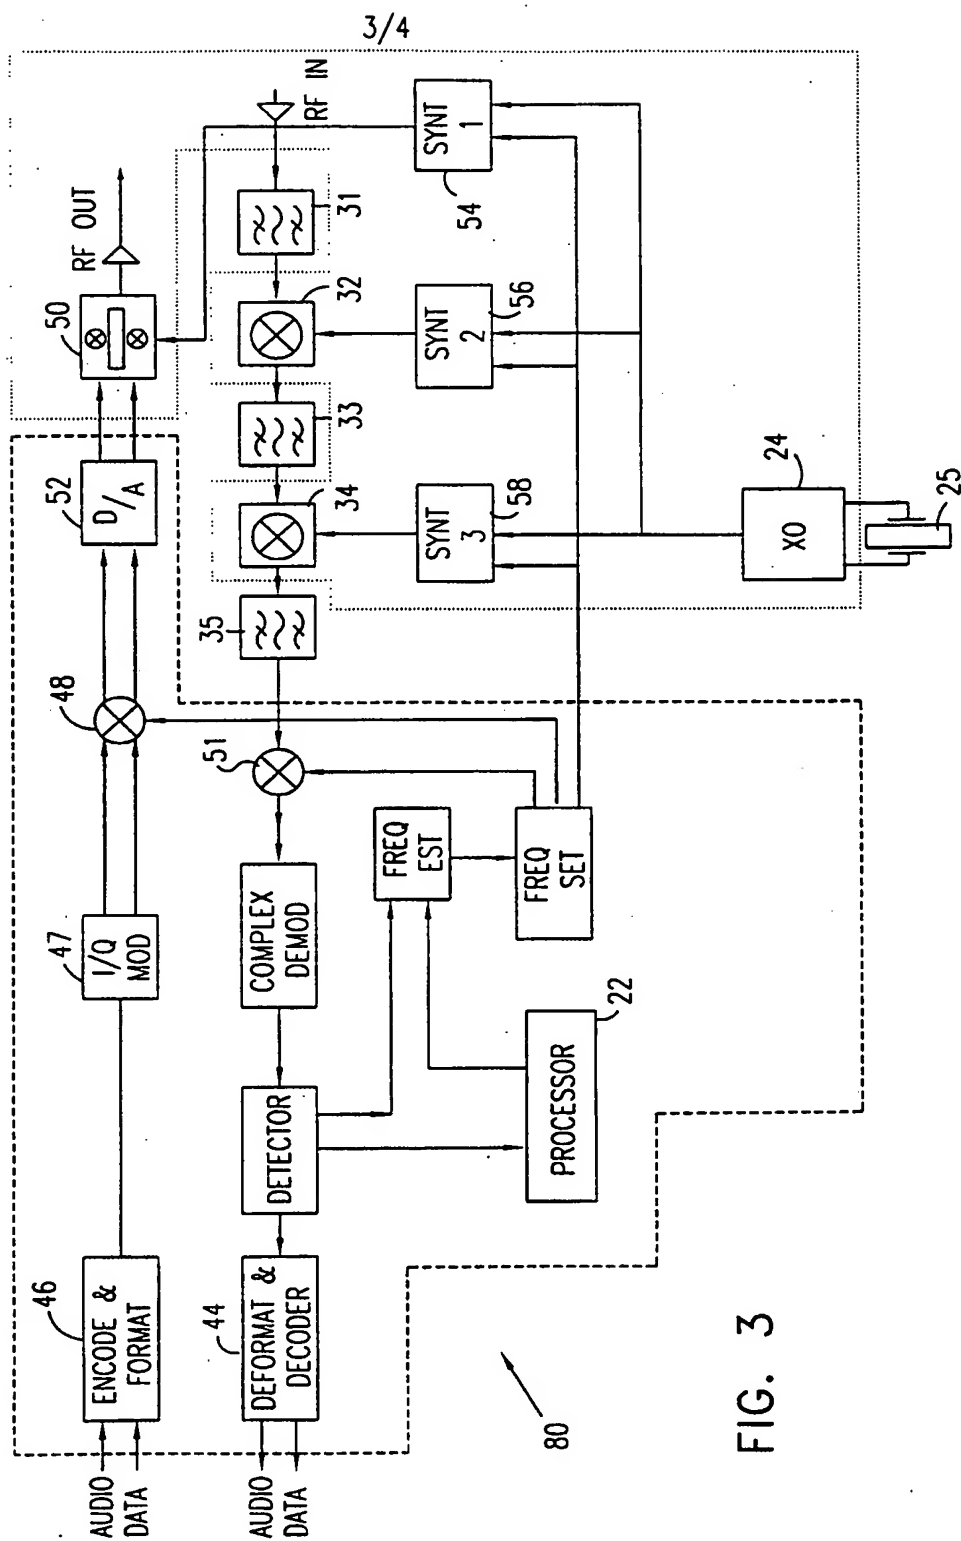 3/4
AUDIO
DATA
46
ENCODE &
FORMAT
47
I/Q
MOD
48
52
D/A
50
RF OUT
AUDIO
DATA
44
DEFORMAT &
DECODER
DETECTOR
COMPLEX
DEMOD
51
35
34
33
32
31
RF IN
FREQ
EST
FREQ
SET
PROCESSOR
22
SYNT
3
58
SYNT
2
56
SYNT
1
54
XO
24
25
80
FIG. 3